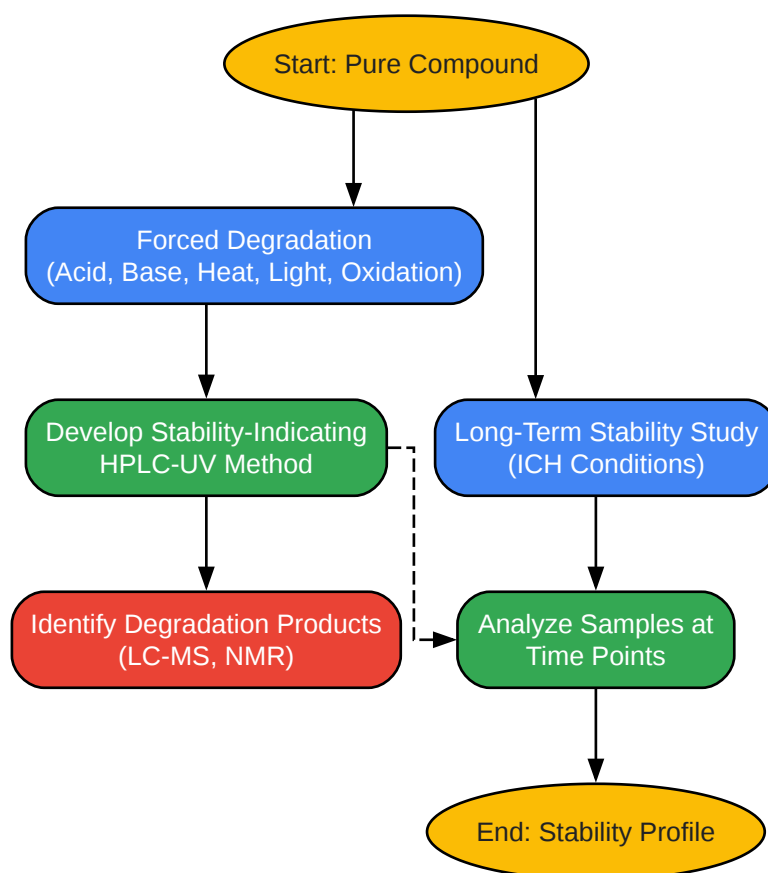 Start: Pure Compound
Forced Degradation
(Acid, Base, Heat, Light, Oxidation)
Develop Stability-Indicating
HPLC-UV Method
Long-Term Stability Study
(ICH Conditions)
Identify Degradation Products
(LC-MS, NMR)
Analyze Samples at
Time Points
End: Stability Profile